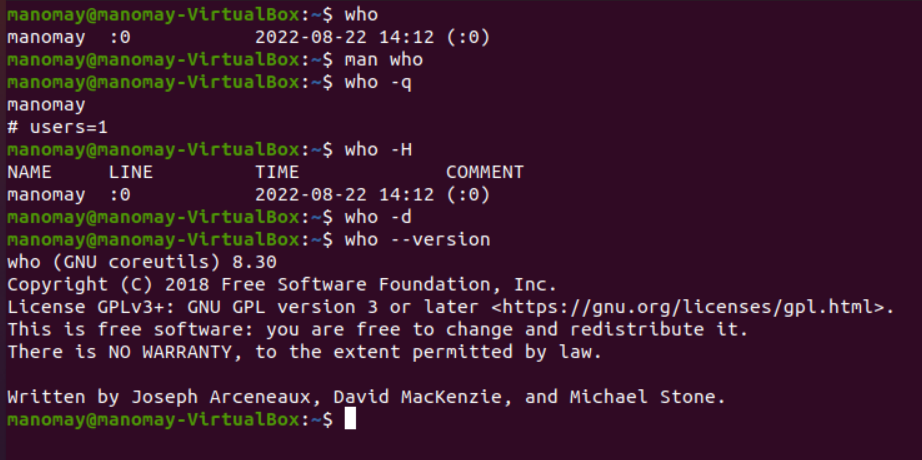 manomay@manomay-VirtualBox:~$ who
manomay  :0           2022-08-22 14:12 (:0)
manomay@manomay-VirtualBox:~$ man who
manomay@manomay-VirtualBox:~$ who -q
manomay
# users=1
manomay@manomay-VirtualBox:~$ who -H
NAME     LINE         TIME             COMMENT
manomay  :0           2022-08-22 14:12 (:0)
manomay@manomay-VirtualBox:~$ who -d
manomay@manomay-VirtualBox:~$ who --version
who (GNU coreutils) 8.30
Copyright (C) 2018 Free Software Foundation, Inc.
License GPLv3+: GNU GPL version 3 or later <https://gnu.org/licenses/gpl.html>.
This is free software: you are free to change and redistribute it.
There is NO WARRANTY, to the extent permitted by law.

Written by Joseph Arceneaux, David MacKenzie, and Michael Stone.
manomay@manomay-VirtualBox:~$